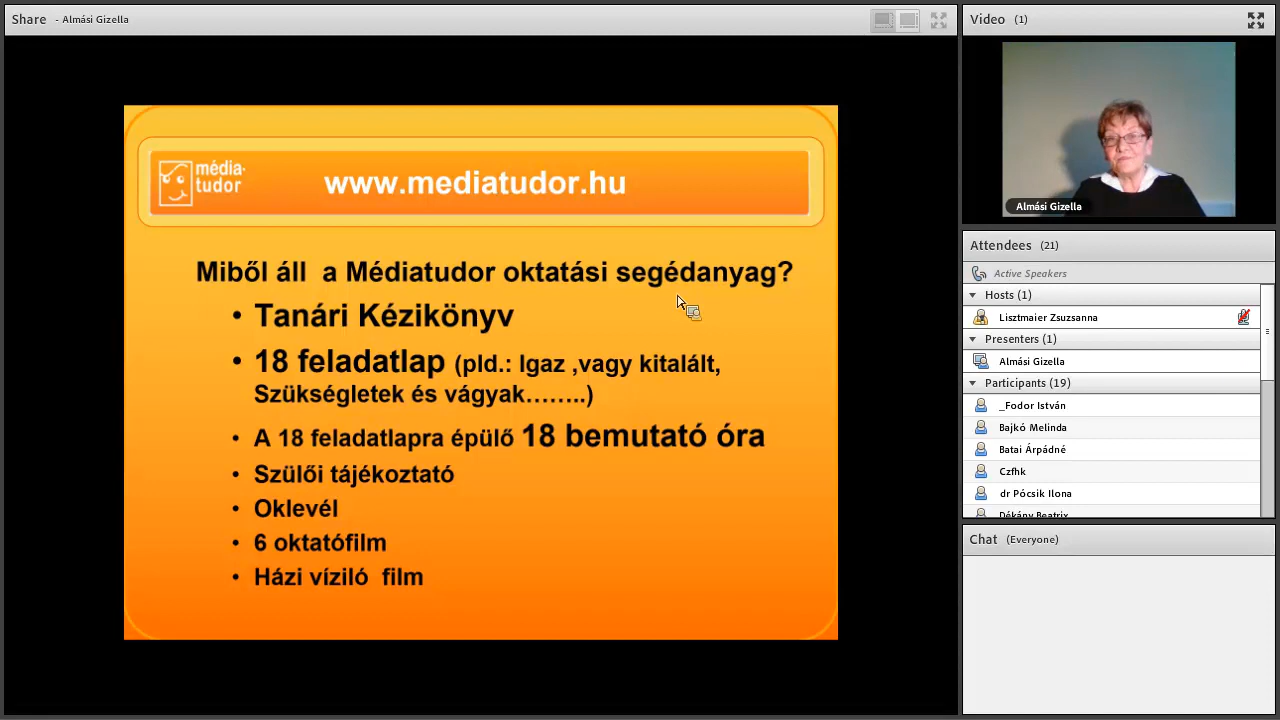 Share - Almási Gizella
média-
tudor
www.mediatudor.hu
Miből áll a Médiatudor oktatási segédanyag?
• Tanári Kézikönyv
• 18 feladatlap (pld.: Igaz ,vagy kitalált,
Szükségletek és vágyak……..)
• A 18 feladatlapra épülő 18 bemutató óra
• Szülői tájékoztató
• Oklevél
• 6 oktatófilm
• Házi víziló film
Video (1)
Almási Gizella
Attendees (21)
Active Speakers
Hosts (1)
Lisztmaier Zsuzsanna
Presenters (1)
Almási Gizella
Participants (19)
_Fodor István
Bajkó Melinda
Batai Árpádné
Czfhk
dr Pócsik Ilona
Dékány Beatrix
Chat (Everyone)